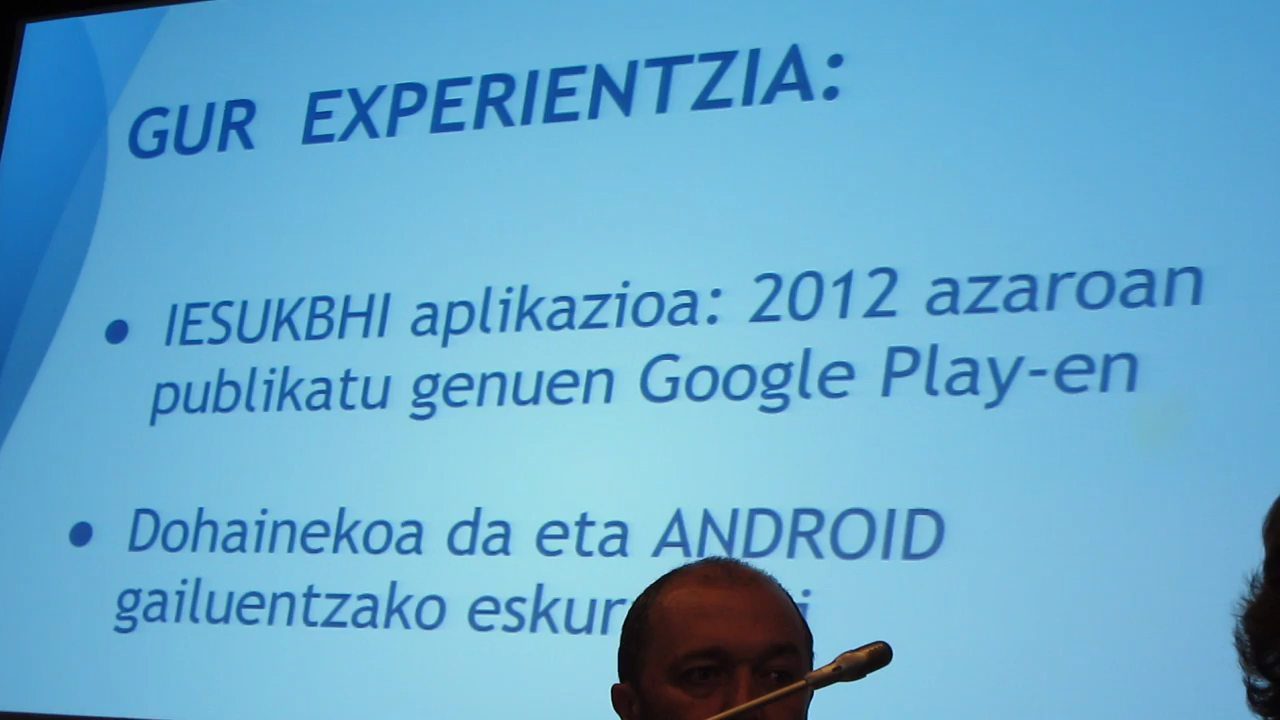 GUR EXPERIENTZIA:
• IESUKBHI aplikazioa: 2012 azaroan
publikatu genuen Google Play-en
• Dohainekoa da eta ANDROID
gailuentzako